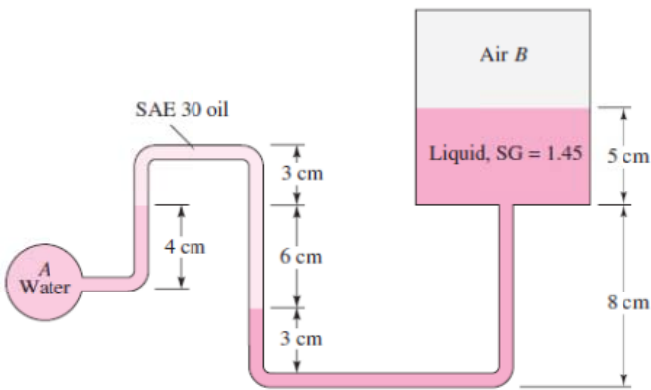 Air B
SAE 30 oil
Liquid, SG = 1.45
5 cm
3 cm
4 cm
6 cm
A
Water
8 cm
3 cm